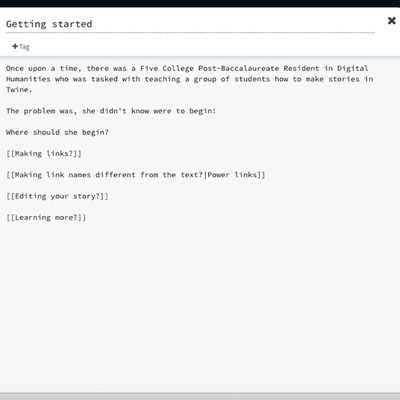 Getting started
+Tag
Once upon a time, there was a Five College Post-Baccalaureate Resident in Digital
Humanities who was tasked with teaching a group of students how to make stories in
Twine.
The problem was, she didn't know were to begin!
Where should she begin?
[[Making links?]]
[[Making link names different from the text?|Power links]]
[[Editing your story?]]
[[Learning more?]]